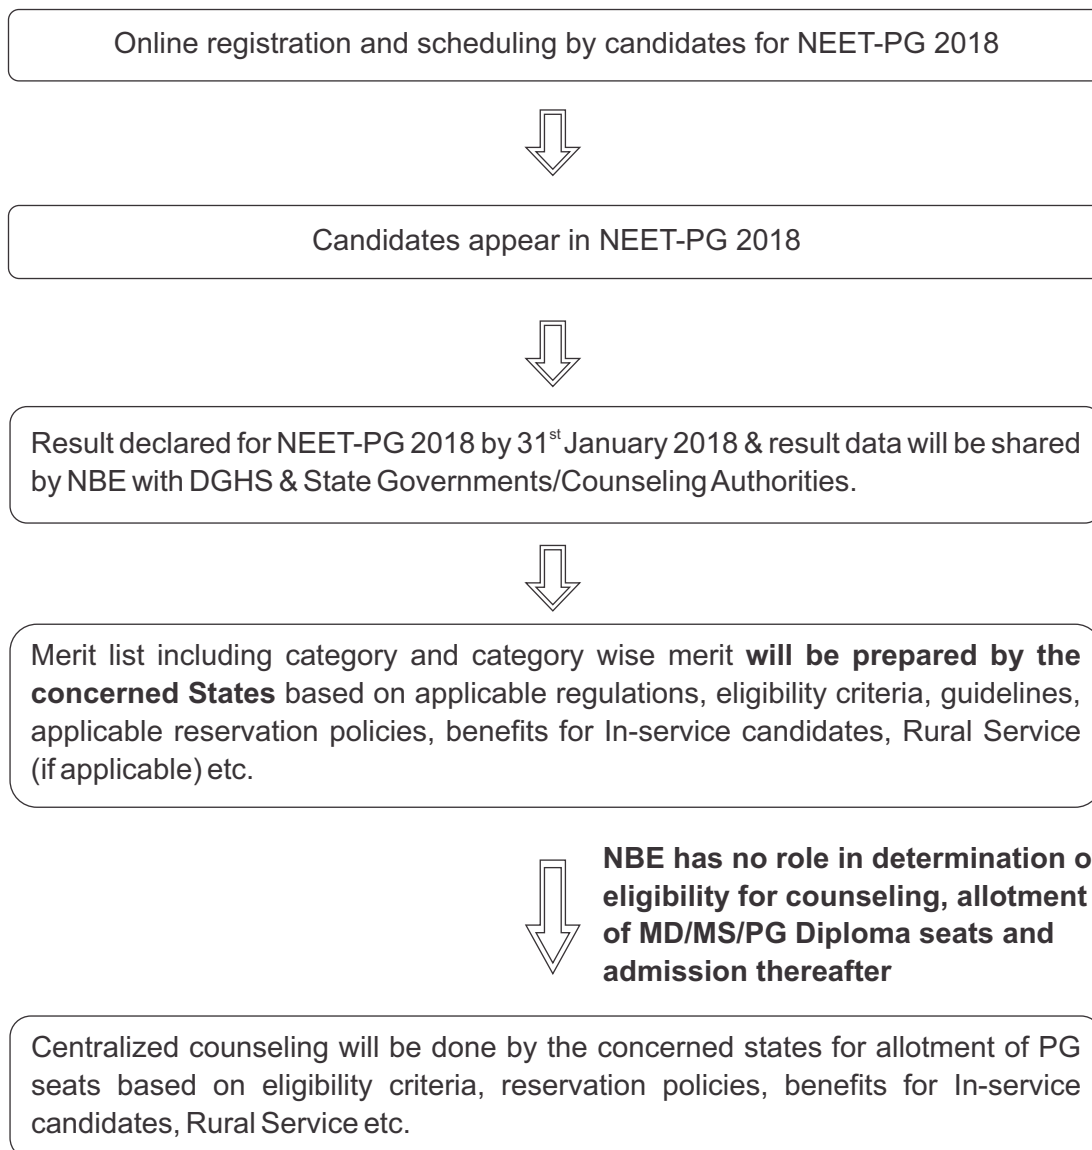 Online registration and scheduling by candidates for NEET-PG 2018
Candidates appear in NEET-PG 2018
Result declared for NEET-PG 2018 by 31st January 2018 & result data will be shared
by NBE with DGHS & State Governments/Counseling Authorities.
Merit list including category and category wise merit will be prepared by the
concerned States based on applicable regulations, eligibility criteria, guidelines,
applicable reservation policies, benefits for In-service candidates, Rural Service
(if applicable) etc.
NBE has no role in determination o
eligibility for counseling, allotment
of MD/MS/PG Diploma seats and
admission thereafter
Centralized counseling will be done by the concerned states for allotment of PG
seats based on eligibility criteria, reservation policies, benefits for In-service
candidates, Rural Service etc.